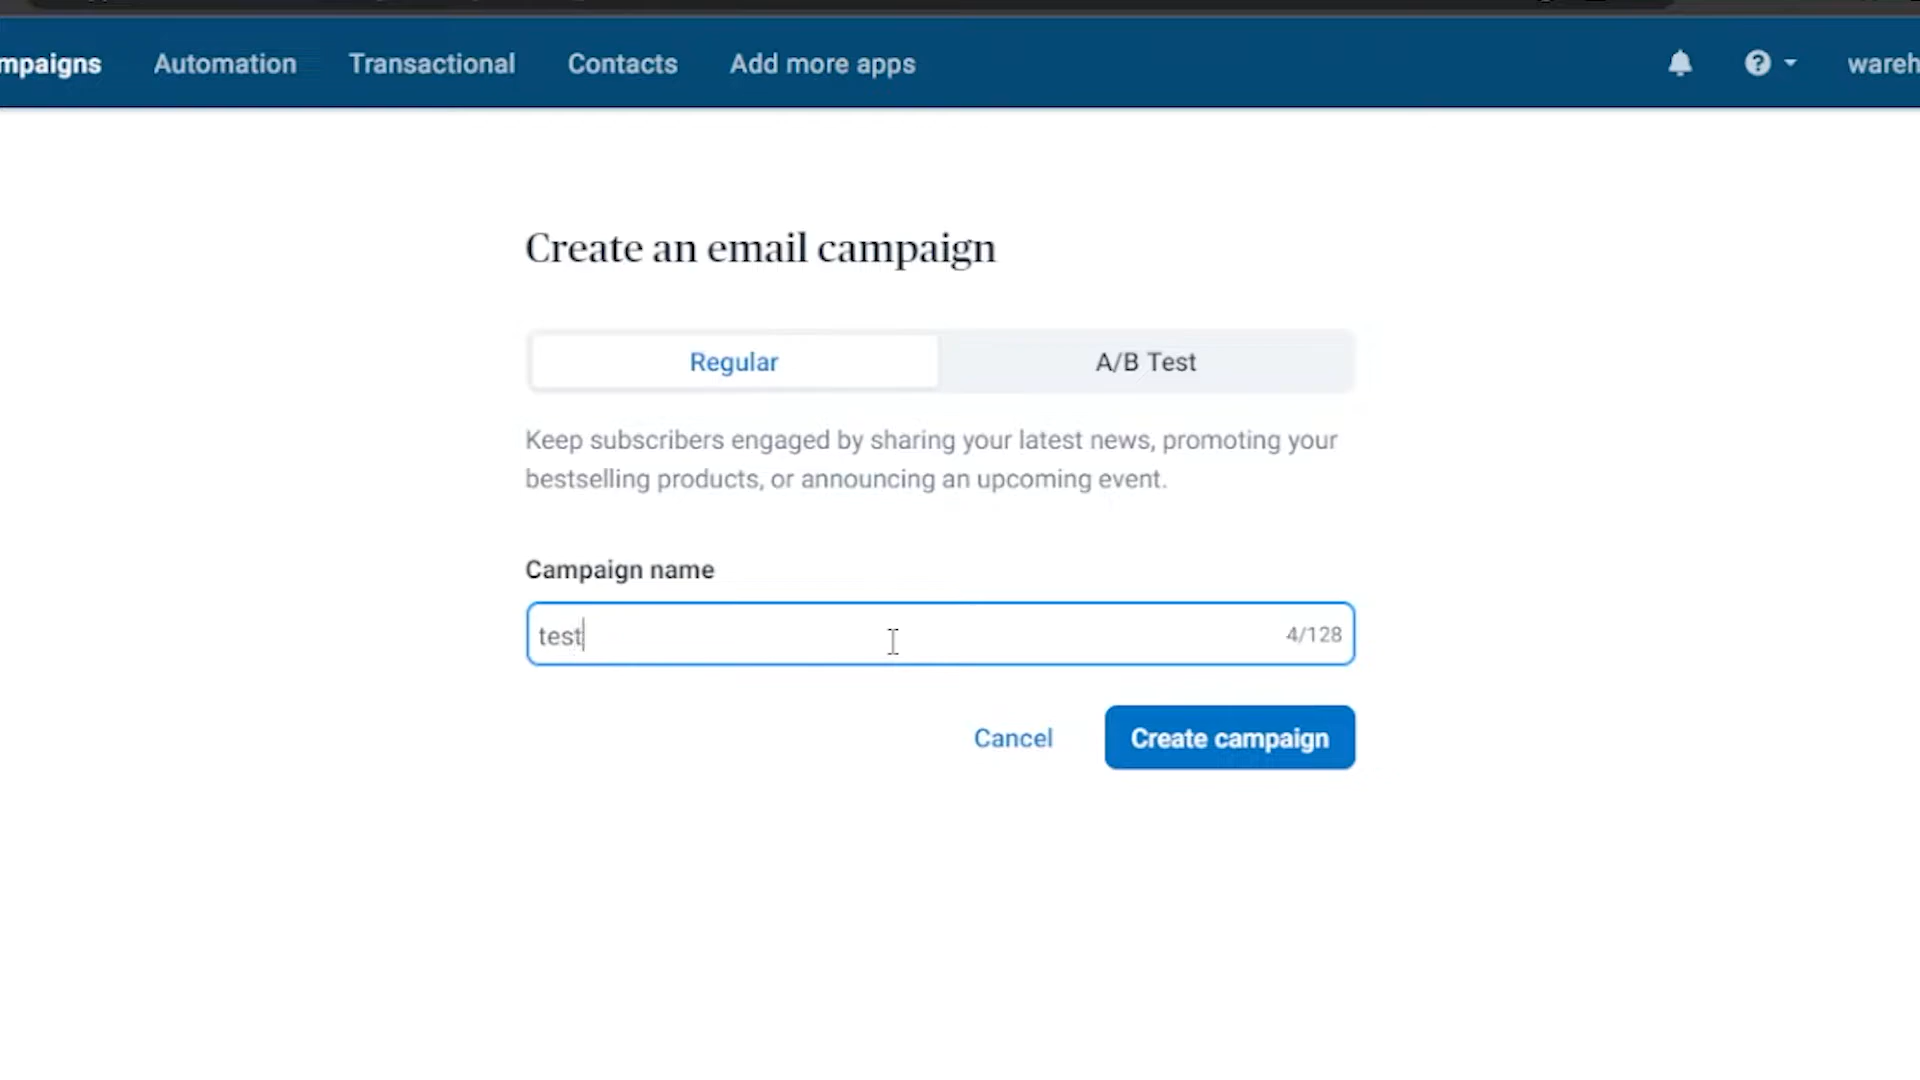 mpaigns Automation Transactional Contacts Add more apps ? wareh
Create an email campaign
Regular A/B Test
Keep subscribers engaged by sharing your latest news, promoting your
bestselling products, or announcing an upcoming event.
Campaign name
test 4/128
Cancel Create campaign